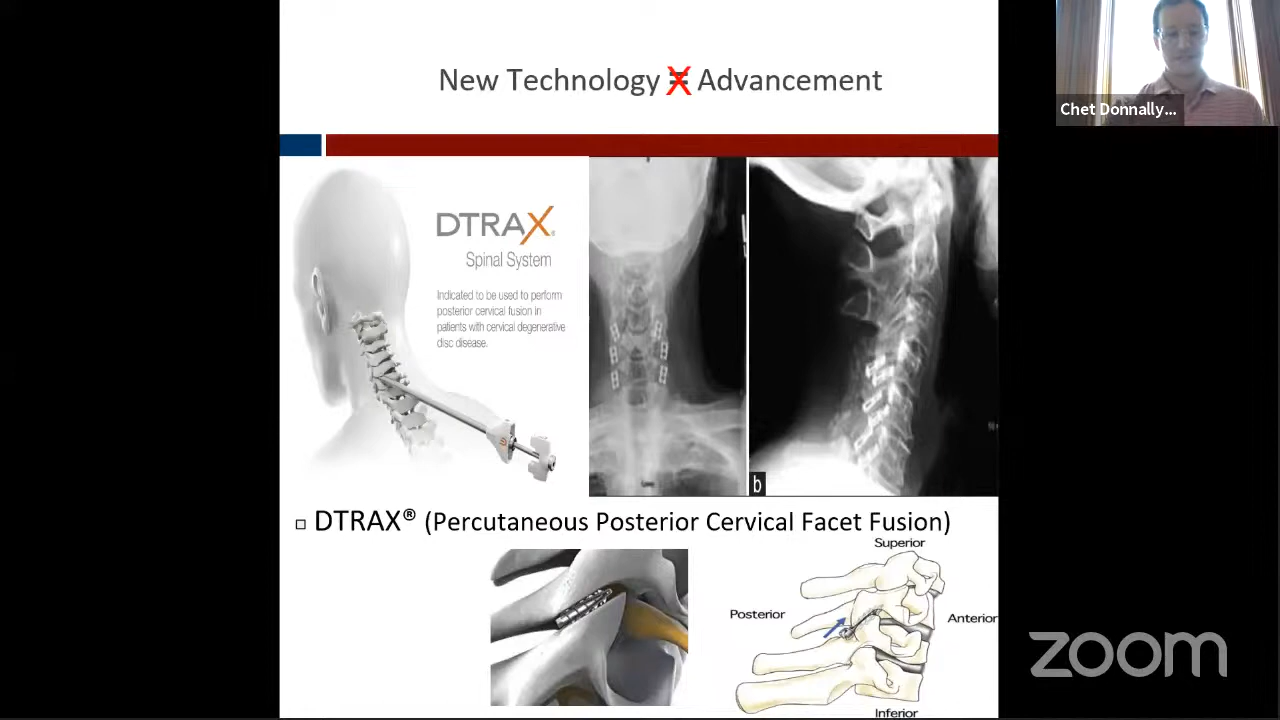 New Technology = Advancement
Chet Donnally...
DTRAX®
Spinal System
Indicated to be used to perform
posterior cervical fusion in
patients with cervical degenerative
disc disease.
b
DTRAX® (Percutaneous Posterior Cervical Facet Fusion)
Superior
Posterior
Anterior
Inferior
zoom